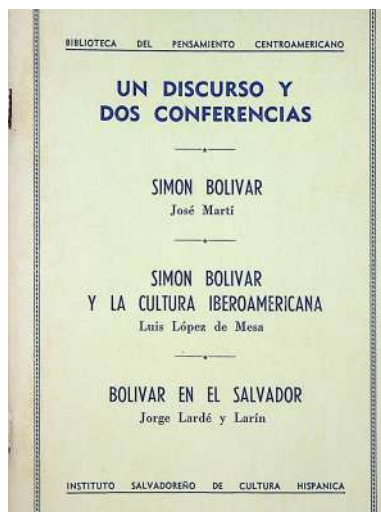 BIBLIOTECA DEL PENSAMIENTO CENTROAMERICANO
UN DISCURSO Y
DOS CONFERENCIAS
SIMON BOLIVAR
José Martí
SIMON BOLIVAR
Y LA CULTURA IBEROAMERICANA
Luis López de Mesa
BOLIVAR EN EL SALVADOR
Jorge Lardé y Larín
INSTITUTO SALVADOREÑO DE CULTURA HISPANICA